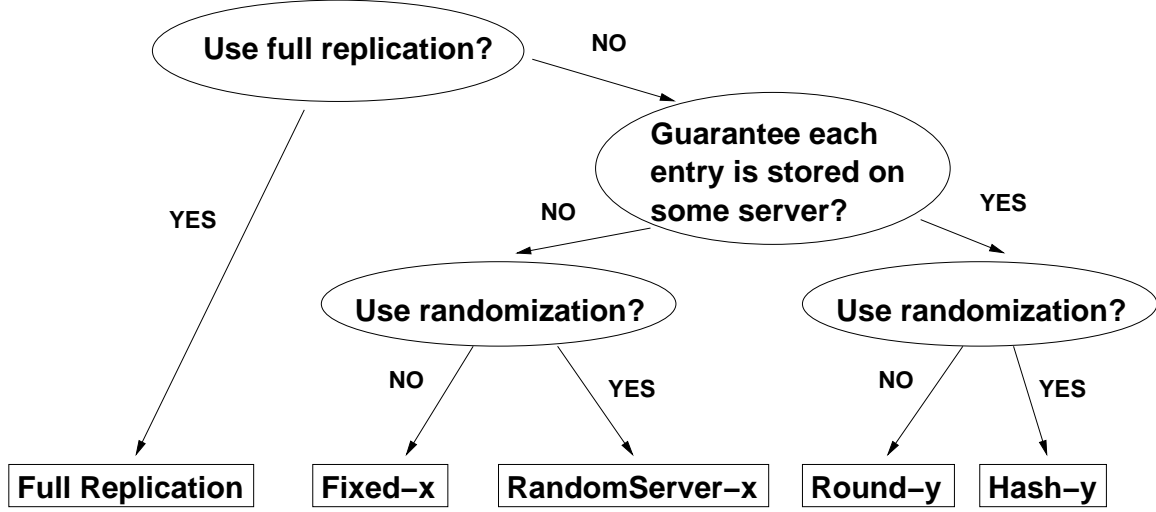 Use full replication?
NO
Guarantee each
entry is stored on
some server?
YES
NO
YES
Use randomization?
Use randomization?
NO
YES
NO
YES
Full Replication
Fixed−x
RandomServer−x
Round−y
Hash−y